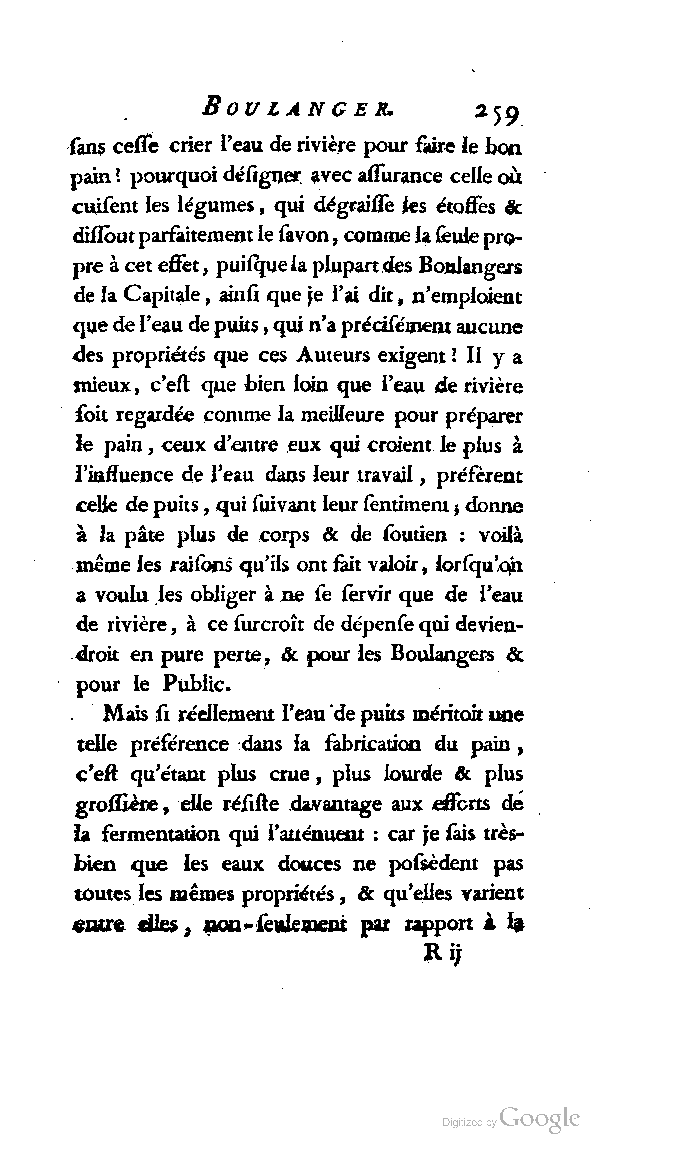 BOULANGER. 259
ſans ceſſe crier l'eau de rivière pour faire le bon
pain? pourquoi déſigner avec aſſurance celle où
cuiſent les légumes, qui dégraiſſe les étoffes &
diſſout parfaitement le ſavon, comme la ſeule pro-
pre à cet effet, puiſque la plupart des Boulangers
de la Capitale, ainſi que je l'ai dit, n'emploient
que de l'eau de puits, qui n'a préciſément aucune
des propriétés que ces Auteurs exigent? Il y a
mieux, c'eſt que bien loin que l'eau de rivière
ſoit regardée comme la meilleure pour préparer
le pain, ceux d'entre eux qui croient le plus à
l'influence de l'eau dans leur travail, préfèrent
celle de puits, qui ſuivant leur ſentiment; donne
à la pâte plus de corps & de ſoutien : voilà
même les raiſons qu'ils ont fait valoir, lorſqu'on
a voulu les obliger à ne ſe ſervir que de l'eau
de rivière, à ce ſurcroît de dépenſe qui devien-
droit en pure perte, & pour les Boulangers &
pour le Public.
Mais ſi réellement l'eau de puits méritoit une
telle préférence dans la fabrication du pain,
c'eſt qu'étant plus crue, plus lourde & plus
groſſière, elle réſiſte davantage aux efforts de
la fermentation qui l'atténuent : car je ſais très-
bien que les eaux douces ne poſsèdent pas
toutes les mêmes propriétés, & qu'elles varient
entre elles, non-ſeulement par rapport à la
R ij
Digitized by Google